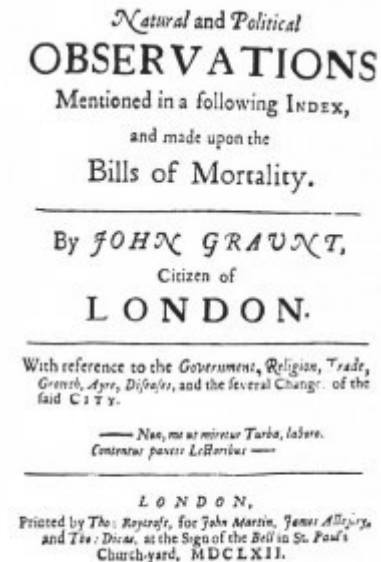 Natural and Political
OBSERVATIONS
Mentioned in a following INDEX,
and made upon the
Bills of Mortality.
By JOHN GRAUNT,
Citizen of
LONDON.
With reference to the Government, Religion, Trade,
Growth, Ayre, Diſeaſes, and the ſeveral Change of the
ſaid CITY.
—— Non, me ut miretur Turba, laboro.
Contentus paucis Lectoribus ——
LONDON,
Printed by Tho: Roycroft, for John Martin, James Alleſtry,
and Tho: Dicas, at the Sign of the Bell in St. Paul's
Church-yard, MDCLXII.